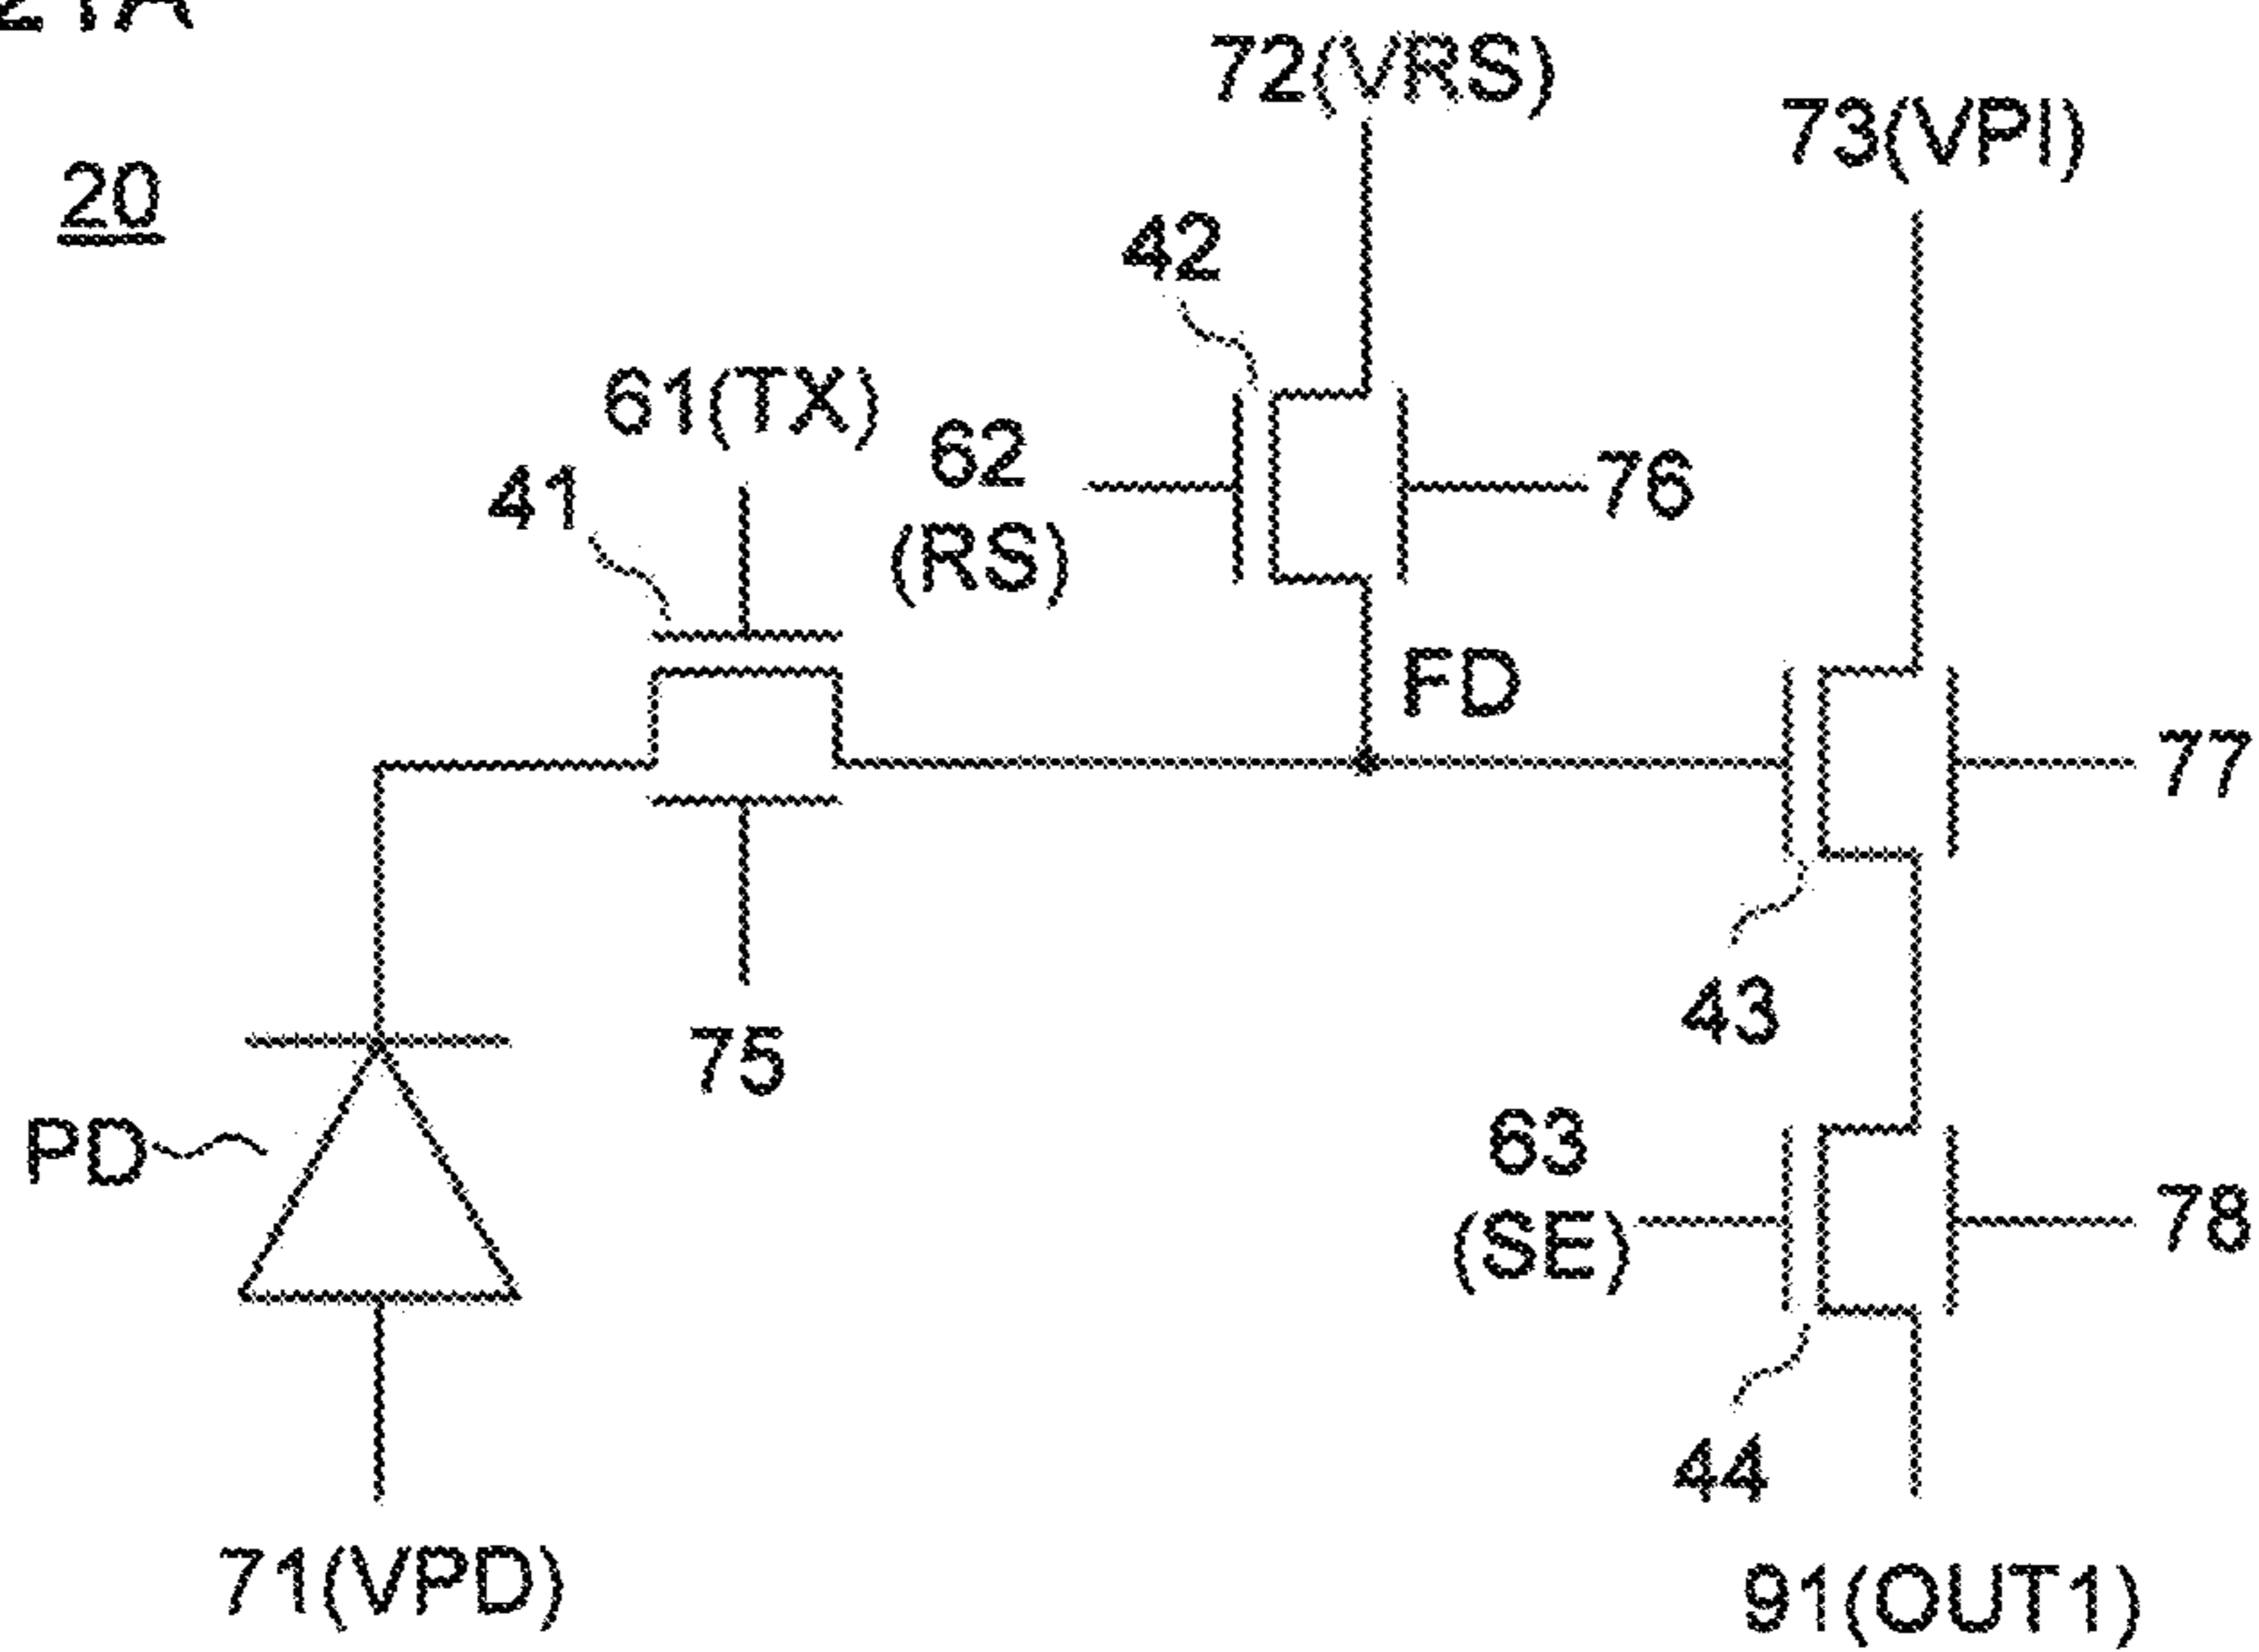 20
72(VRS)
73(VPI)
42
61(TX)
62
(RS)
76
41
FD
77
43
75
PD
63
(SE)
78
44
71(VPD)
91(OUT1)